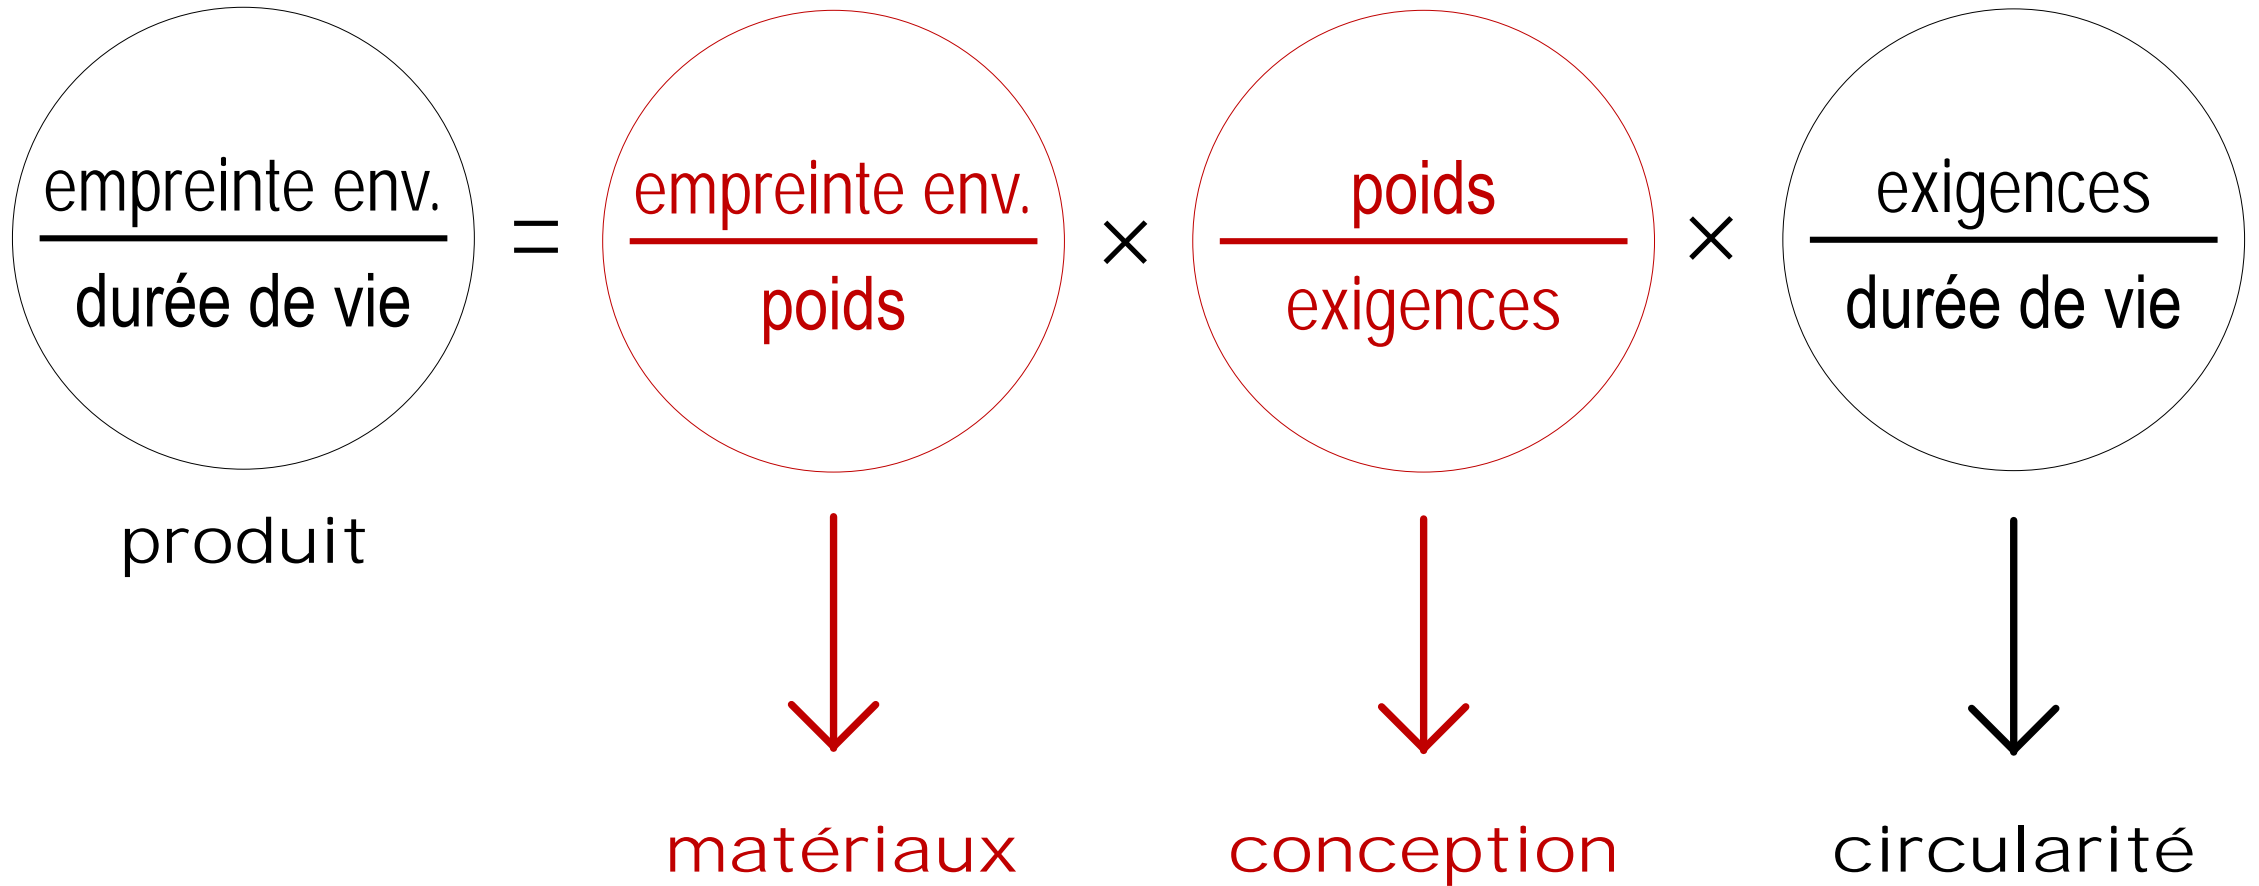 empreinte env.
durée de vie
=
empreinte env.
poids
×
poids
exigences
×
exigences
durée de vie
produit
matériaux
conception
circularité